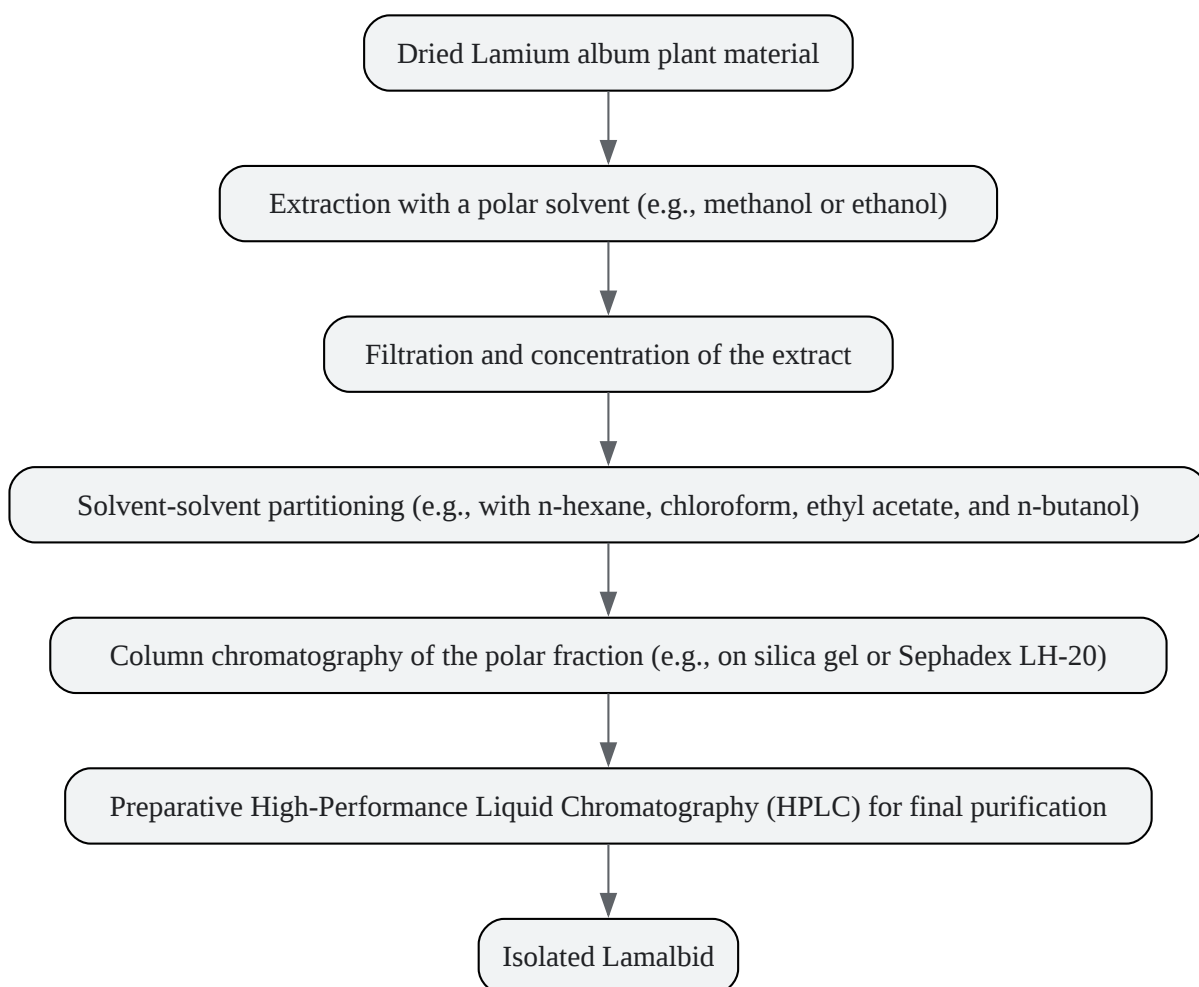 Dried Lamium album plant material
Extraction with a polar solvent (e.g., methanol or ethanol)
Filtration and concentration of the extract
Solvent-solvent partitioning (e.g., with n-hexane, chloroform, ethyl acetate, and n-butanol)
Column chromatography of the polar fraction (e.g., on silica gel or Sephadex LH-20)
Preparative High-Performance Liquid Chromatography (HPLC) for final purification
Isolated Lamalbid